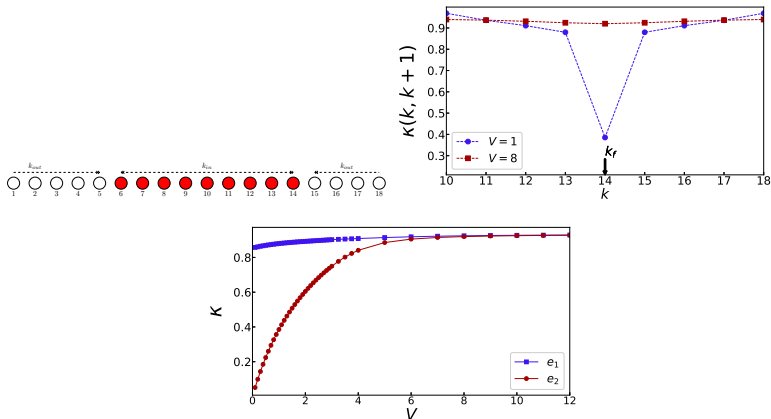 k_out k_in k_out
1 2 3 4 5 6 7 8 9 10 11 12 13 14 15 16 17 18
κ(k, k + 1)
0.9
0.8
0.7
0.6
0.5
0.4
0.3
V = 1
V = 8
k_f
10 11 12 13 14 15 16 17 18
k
κ
0.8
0.6
0.4
0.2
e_1
e_2
0 2 4 6 8 10 12
V